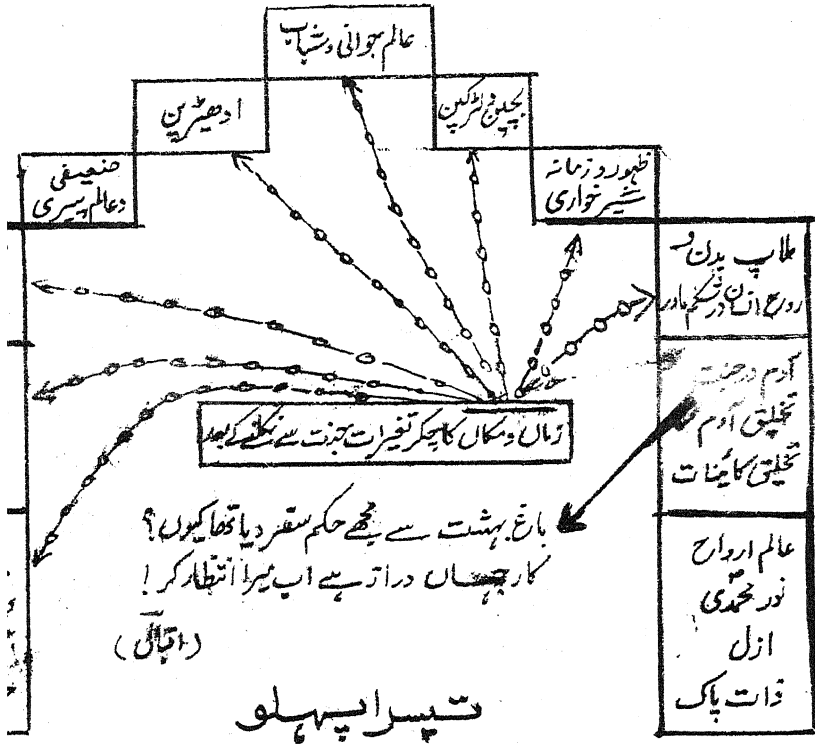 عالم جوانی و شباب
ادھیڑپن
بچپن و لڑکپن
ضعیفی
و عالم پیری
ظہور و زمانہ
شیرخواری
ملاپ بدن و
روح انسان در شکم مادر
آدم در جنت
تخلیق آدم
تخلیق کائنات
عالم ارواح
نور محمدیؐ
ازل
ذات پاک
زماں و مکاں کا چکر تغیرات جنت سے نکلنے کے بعد
باغ بہشت سے مجھے حکم سفر دیا تھا کیوں؟
کار جہاں دراز ہے اب میرا انتظار کر!
(اقبالؒ)
تیسرا پہلو